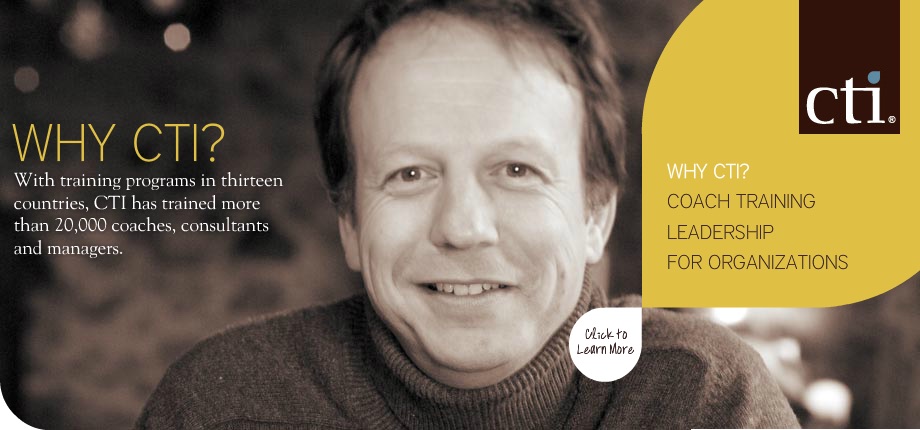 WHY CTI?
With training programs in thirteen
countries, CTI has trained more
than 20,000 coaches, consultants
and managers.
cti®
WHY CTI?
COACH TRAINING
LEADERSHIP
FOR ORGANIZATIONS
Click to
Learn More